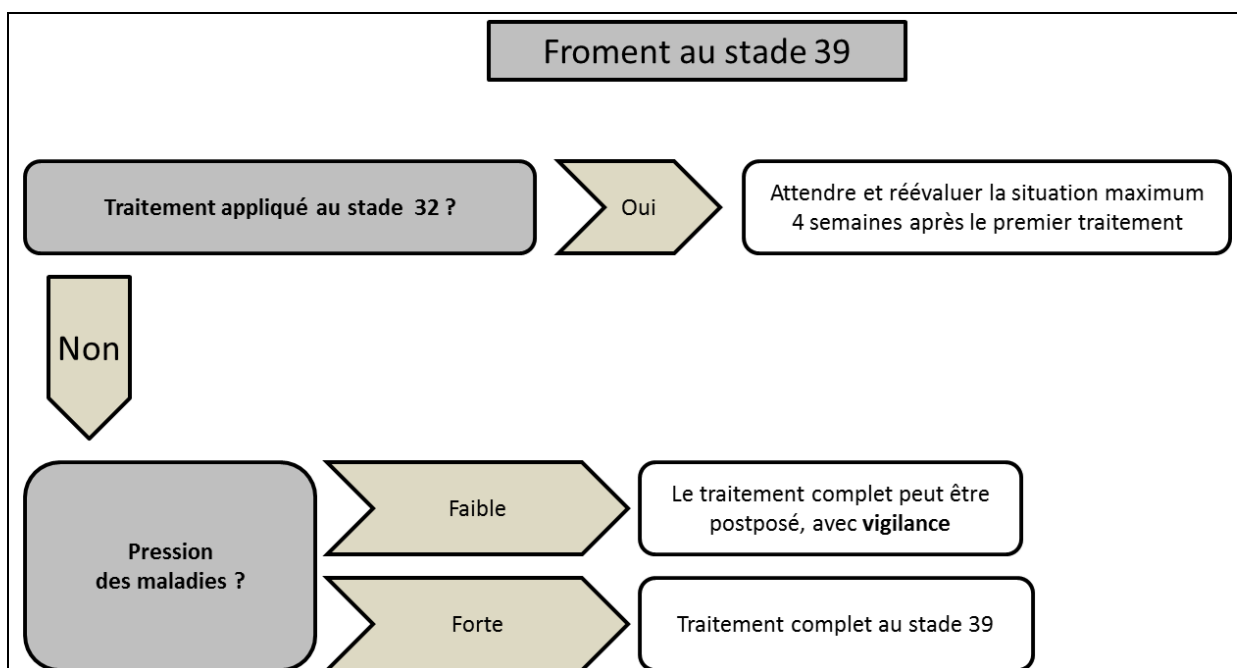 Froment au stade 39
Traitement appliqué au stade 32 ?
Oui
Attendre et réévaluer la situation maximum
4 semaines après le premier traitement
Non
Pression
des maladies ?
Faible
Le traitement complet peut être
postposé, avec vigilance
Forte
Traitement complet au stade 39